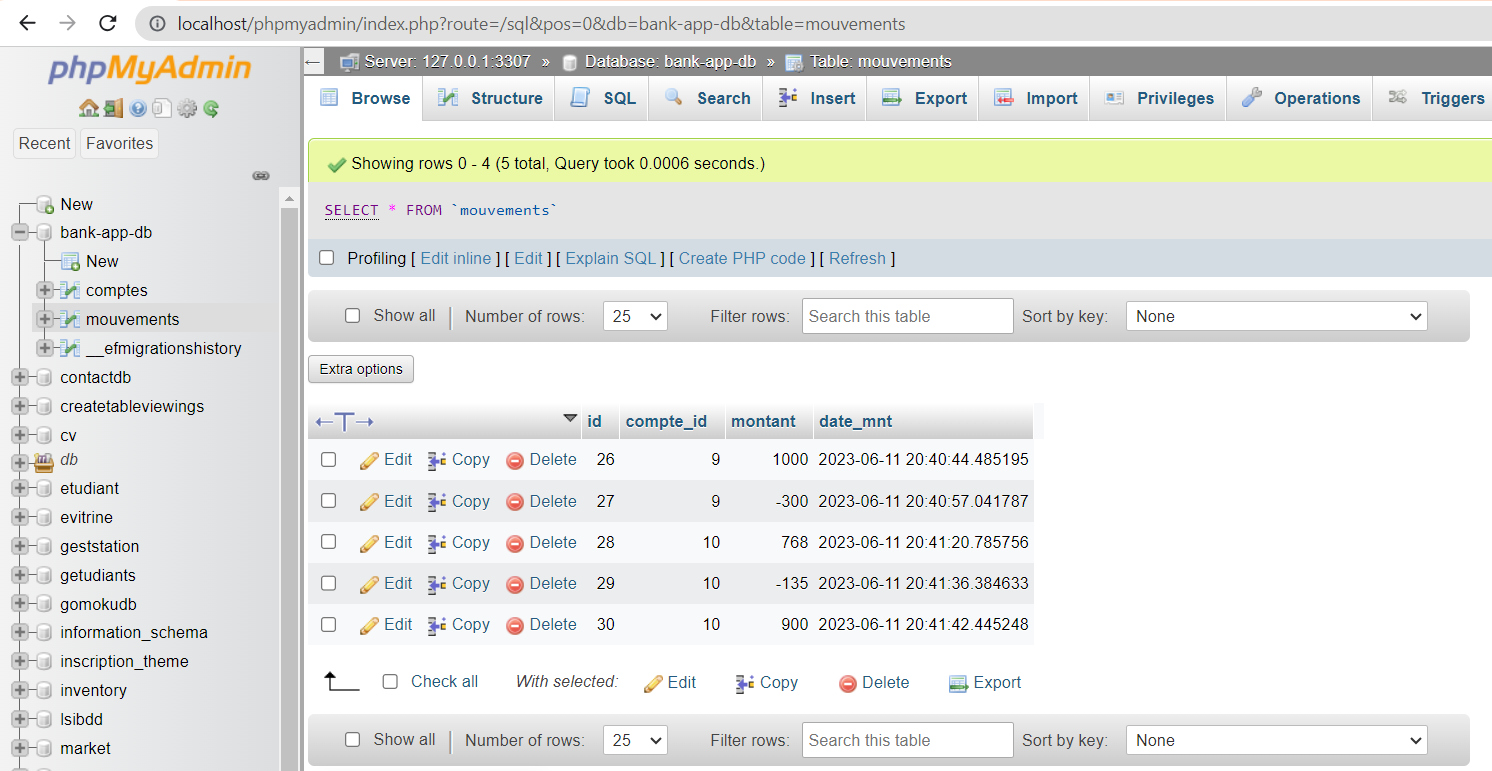 localhost/phpmyadmin/index.php?route=/sql&pos=0&db=bank-app-db&table=mouvements
phpMyAdmin
Recent Favorites
New
bank-app-db
New
comptes
mouvements
__efmigrationshistory
contactdb
createtableviewings
cv
db
etudiant
evitrine
geststation
getudiants
gomokudb
information_schema
inscription_theme
inventory
lsibdd
market
Server: 127.0.0.1:3307 » Database: bank-app-db » Table: mouvements
Browse Structure SQL Search Insert Export Import Privileges Operations Triggers
Showing rows 0 - 4 (5 total, Query took 0.0006 seconds.)
SELECT * FROM `mouvements`
Profiling [ Edit inline ] [ Edit ] [ Explain SQL ] [ Create PHP code ] [ Refresh ]
Show all | Number of rows: 25 Filter rows: Search this table Sort by key: None
Extra options
←T→ id compte_id montant date_mnt
Edit Copy Delete 26 9 1000 2023-06-11 20:40:44.485195
Edit Copy Delete 27 9 -300 2023-06-11 20:40:57.041787
Edit Copy Delete 28 10 768 2023-06-11 20:41:20.785756
Edit Copy Delete 29 10 -135 2023-06-11 20:41:36.384633
Edit Copy Delete 30 10 900 2023-06-11 20:41:42.445248
Check all With selected: Edit Copy Delete Export
Show all | Number of rows: 25 Filter rows: Search this table Sort by key: None